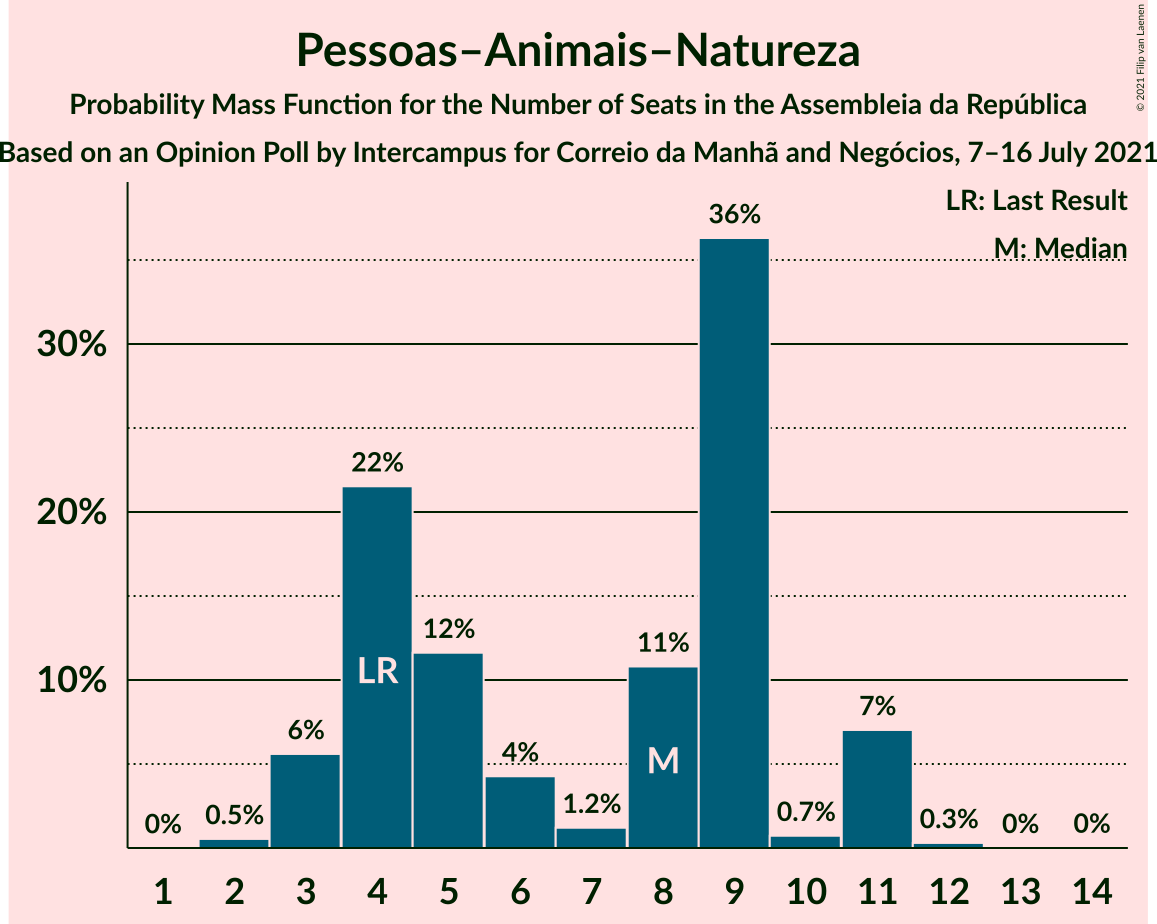 Pessoas–Animais–Natureza
Probability Mass Function for the Number of Seats in the Assembleia da República
Based on an Opinion Poll by Intercampus for Correio da Manhã and Negócios, 7–16 July 2021
© 2021 Filip van Laenen
LR: Last Result
M: Median
36%
30%
22%
20%
12%
11%
LR
10%
7%
6%
4%
M
1.2%
0.7%
0.5%
0.3%
0%
0%
0%
1 2 3 4 5 6 7 8 9 10 11 12 13 14